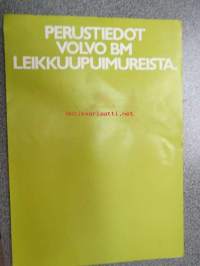 PERUSTIEDOT
VOLVO BM
LEIKKUUPUIMUREISTA.